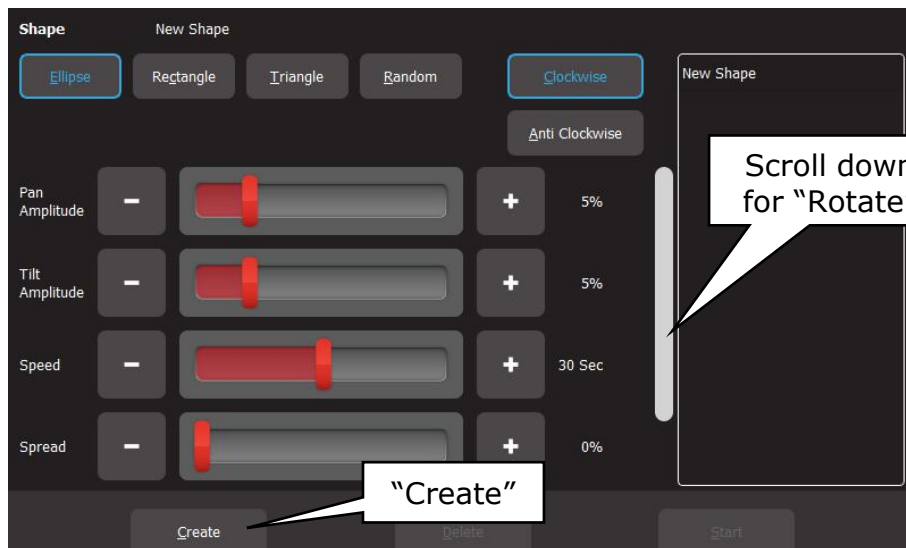 Shape New Shape
Ellipse Rectangle Triangle Random Clockwise New Shape
Anti Clockwise
Scroll down
for “Rotate
Pan
Amplitude - + 5%
Tilt
Amplitude - + 5%
Speed - + 30 Sec
Spread - + 0%
“Create”
Create Delete Start